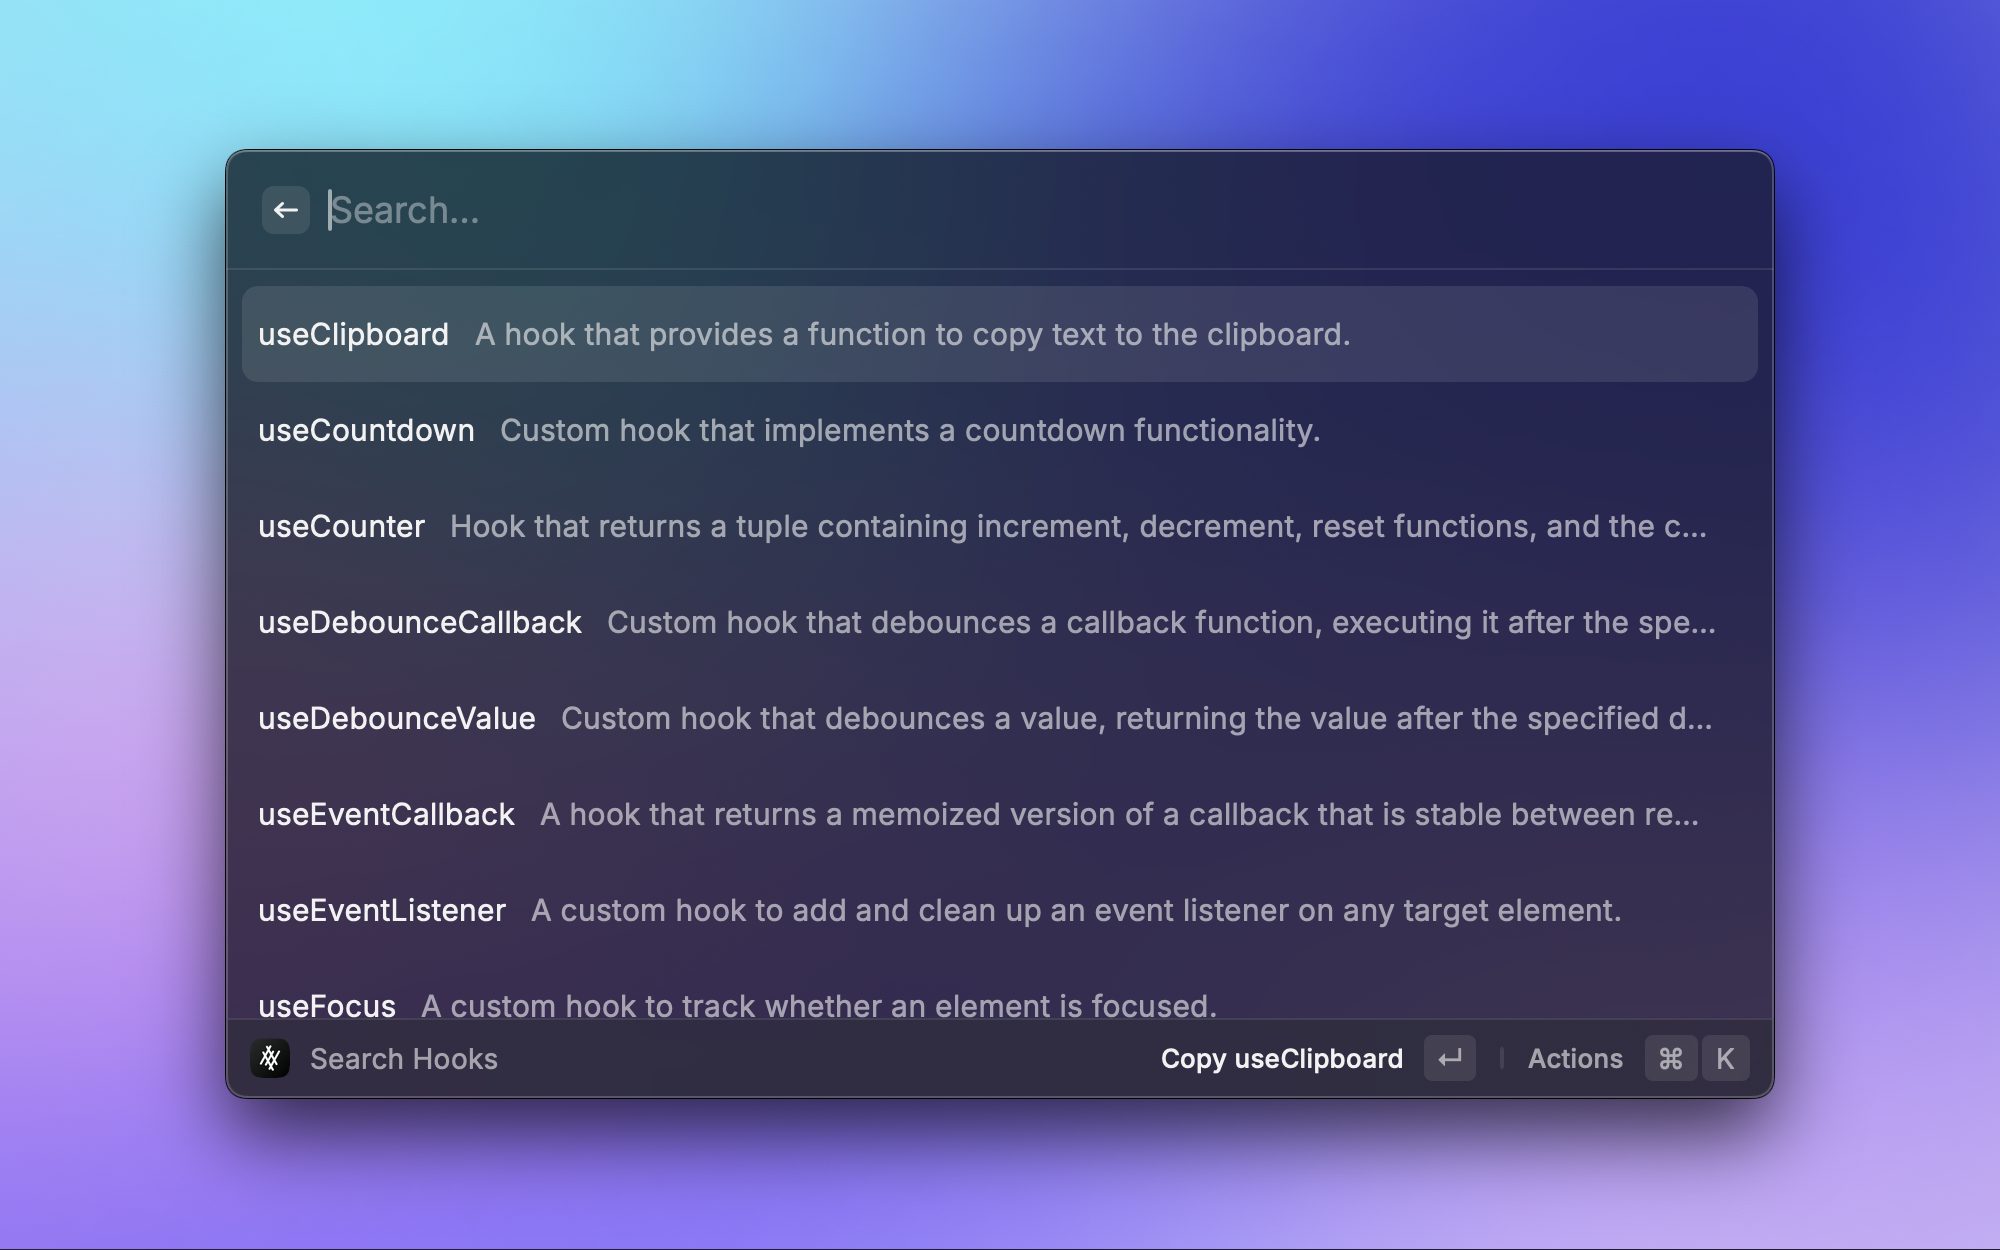 Search...
useClipboard A hook that provides a function to copy text to the clipboard.
useCountdown Custom hook that implements a countdown functionality.
useCounter Hook that returns a tuple containing increment, decrement, reset functions, and the c...
useDebounceCallback Custom hook that debounces a callback function, executing it after the spe...
useDebounceValue Custom hook that debounces a value, returning the value after the specified d...
useEventCallback A hook that returns a memoized version of a callback that is stable between re...
useEventListener A custom hook to add and clean up an event listener on any target element.
useFocus A custom hook to track whether an element is focused.
Search Hooks Copy useClipboard ↵ Actions ⌘ K